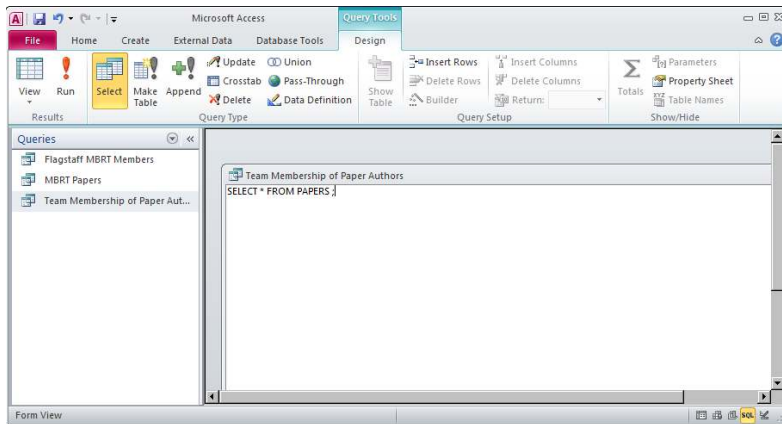 A Microsoft Access Query Tools
File Home Create External Data Database Tools Design ?
View Run Select Make Table Append Update Crosstab Delete Union Pass-Through Data Definition Show Table Insert Rows Delete Rows Builder Insert Columns Delete Columns Return: Totals Parameters Property Sheet Table Names
Results Query Type Query Setup Show/Hide
Queries
Flagstaff MBRT Members
MBRT Papers
Team Membership of Paper Aut...
Team Membership of Paper Authors
SELECT * FROM PAPERS ;
Form View SQL